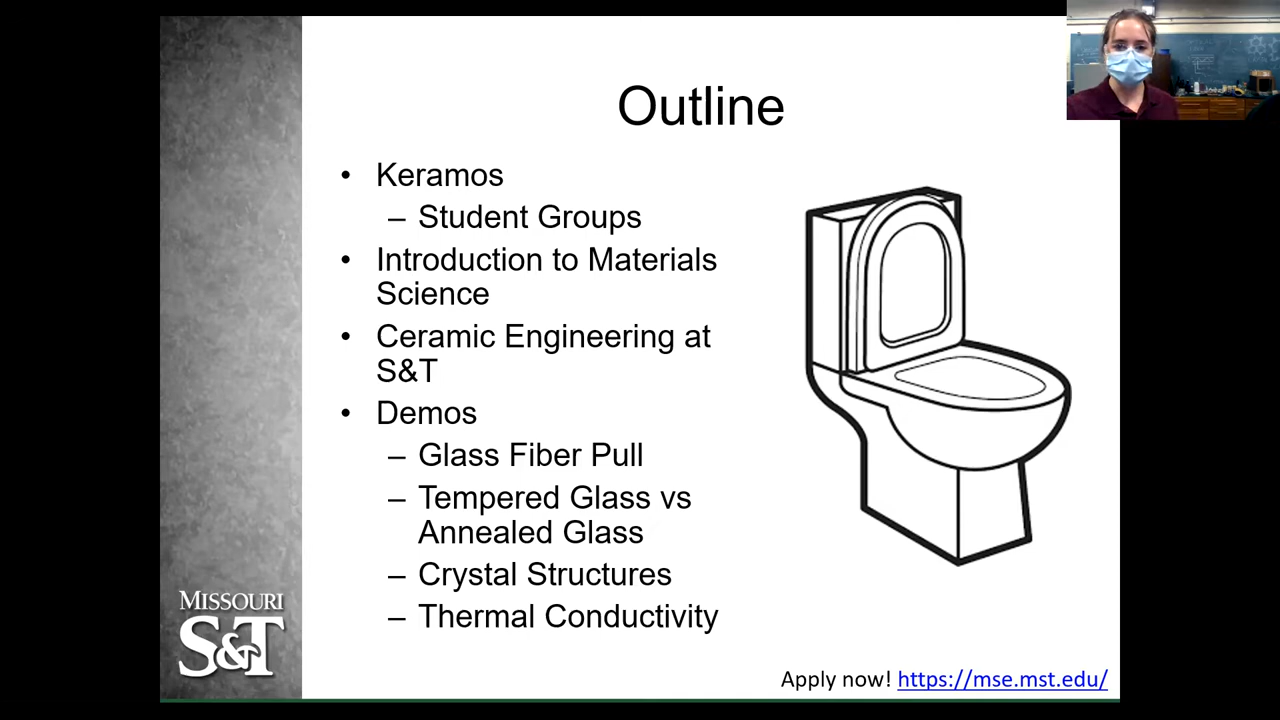 Outline
• Keramos
– Student Groups
• Introduction to Materials
Science
• Ceramic Engineering at
S&T
• Demos
– Glass Fiber Pull
– Tempered Glass vs
Annealed Glass
– Crystal Structures
– Thermal Conductivity
MISSOURI
S&T
Apply now! https://mse.mst.edu/